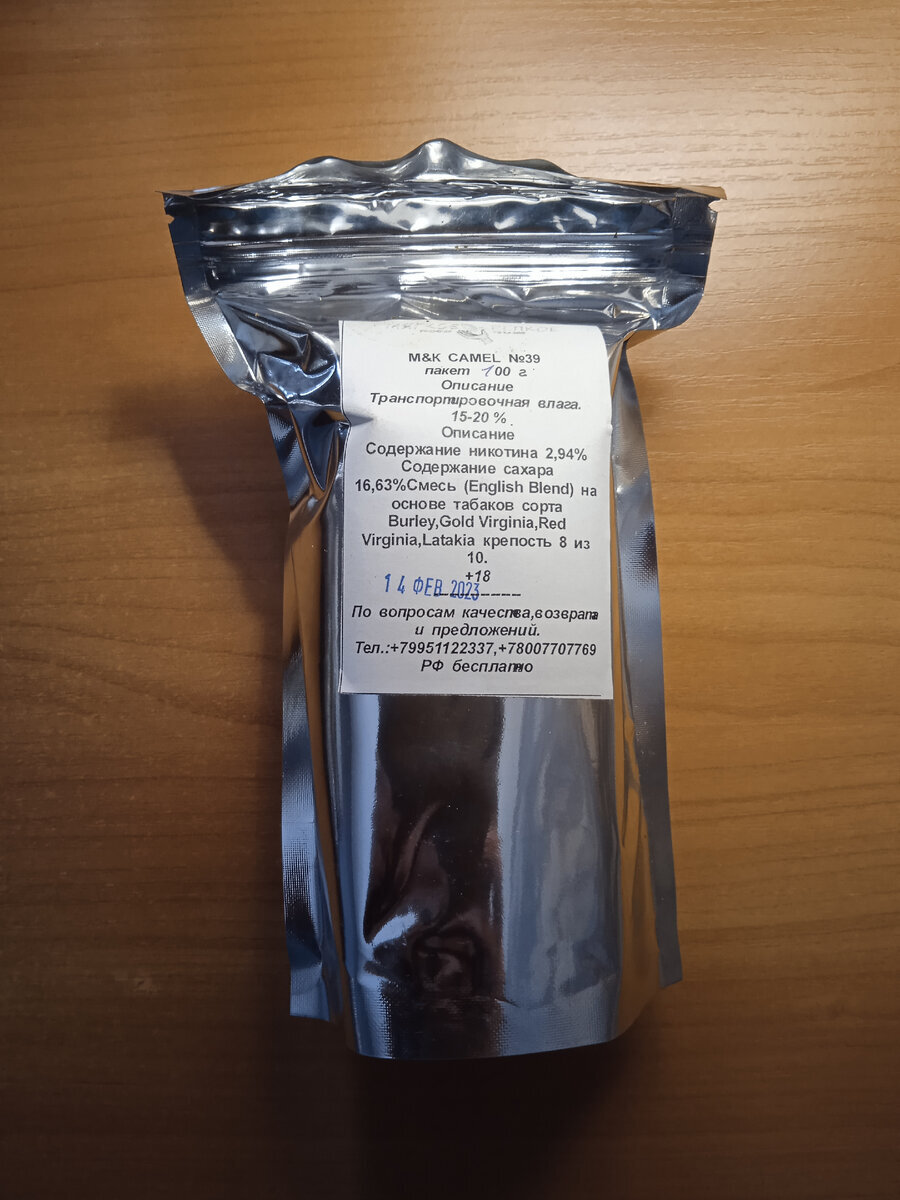 M&K CAMEL №39
пакет 100 г
Описание
Транспортировочная влага.
15-20 % .
Описание
Содержание никотина 2,94%
Содержание сахара
16,63%Смесь (English Blend) на
основе табаков сорта
Burley,Gold Virginia,Red
Virginia,Latakia крепость 8 из
10.
+18
14 ФЕВ 2023
----------
По вопросам качества,возврата
и предложений.
Тел.:+79951122337,+78007707769
РФ бесплатно